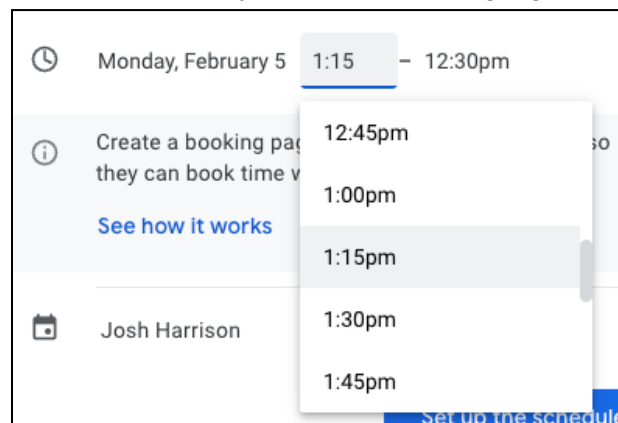 Monday, February 5 1:15 – 12:30pm
12:45pm
Create a booking pag so
they can book time w
1:00pm
See how it works
1:15pm
Josh Harrison
1:30pm
1:45pm
Set up the schedule